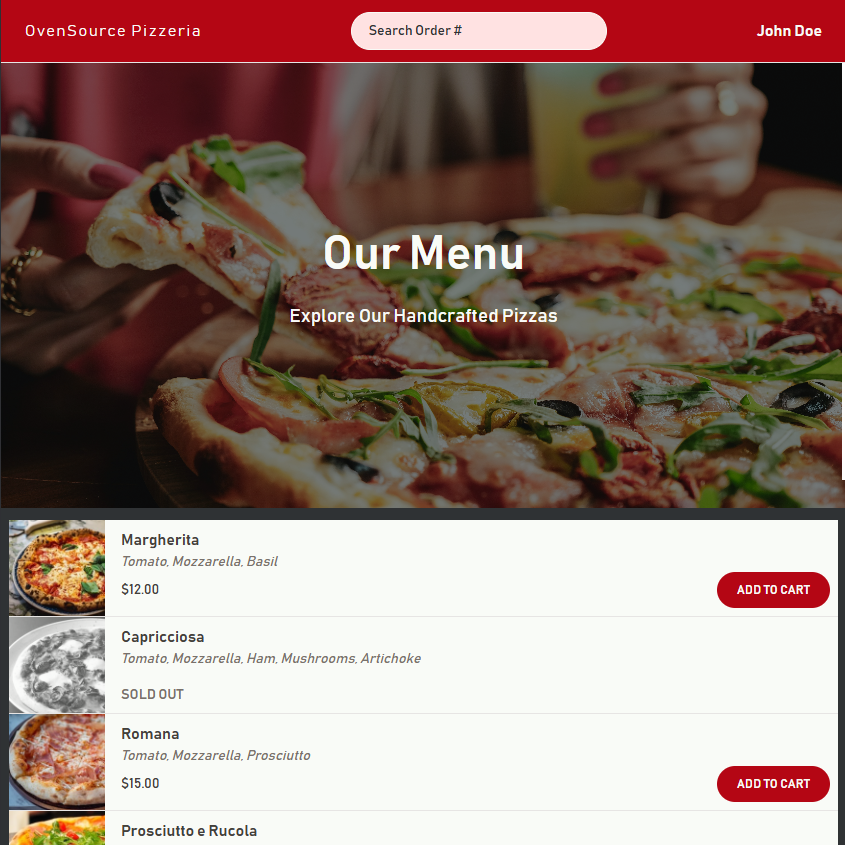 OvenSource Pizzeria
Search Order #
John Doe
Our Menu
Explore Our Handcrafted Pizzas
Margherita
Tomato, Mozzarella, Basil
$12.00
ADD TO CART
Capricciosa
Tomato, Mozzarella, Ham, Mushrooms, Artichoke
SOLD OUT
Romana
Tomato, Mozzarella, Prosciutto
$15.00
ADD TO CART
Prosciutto e Rucola